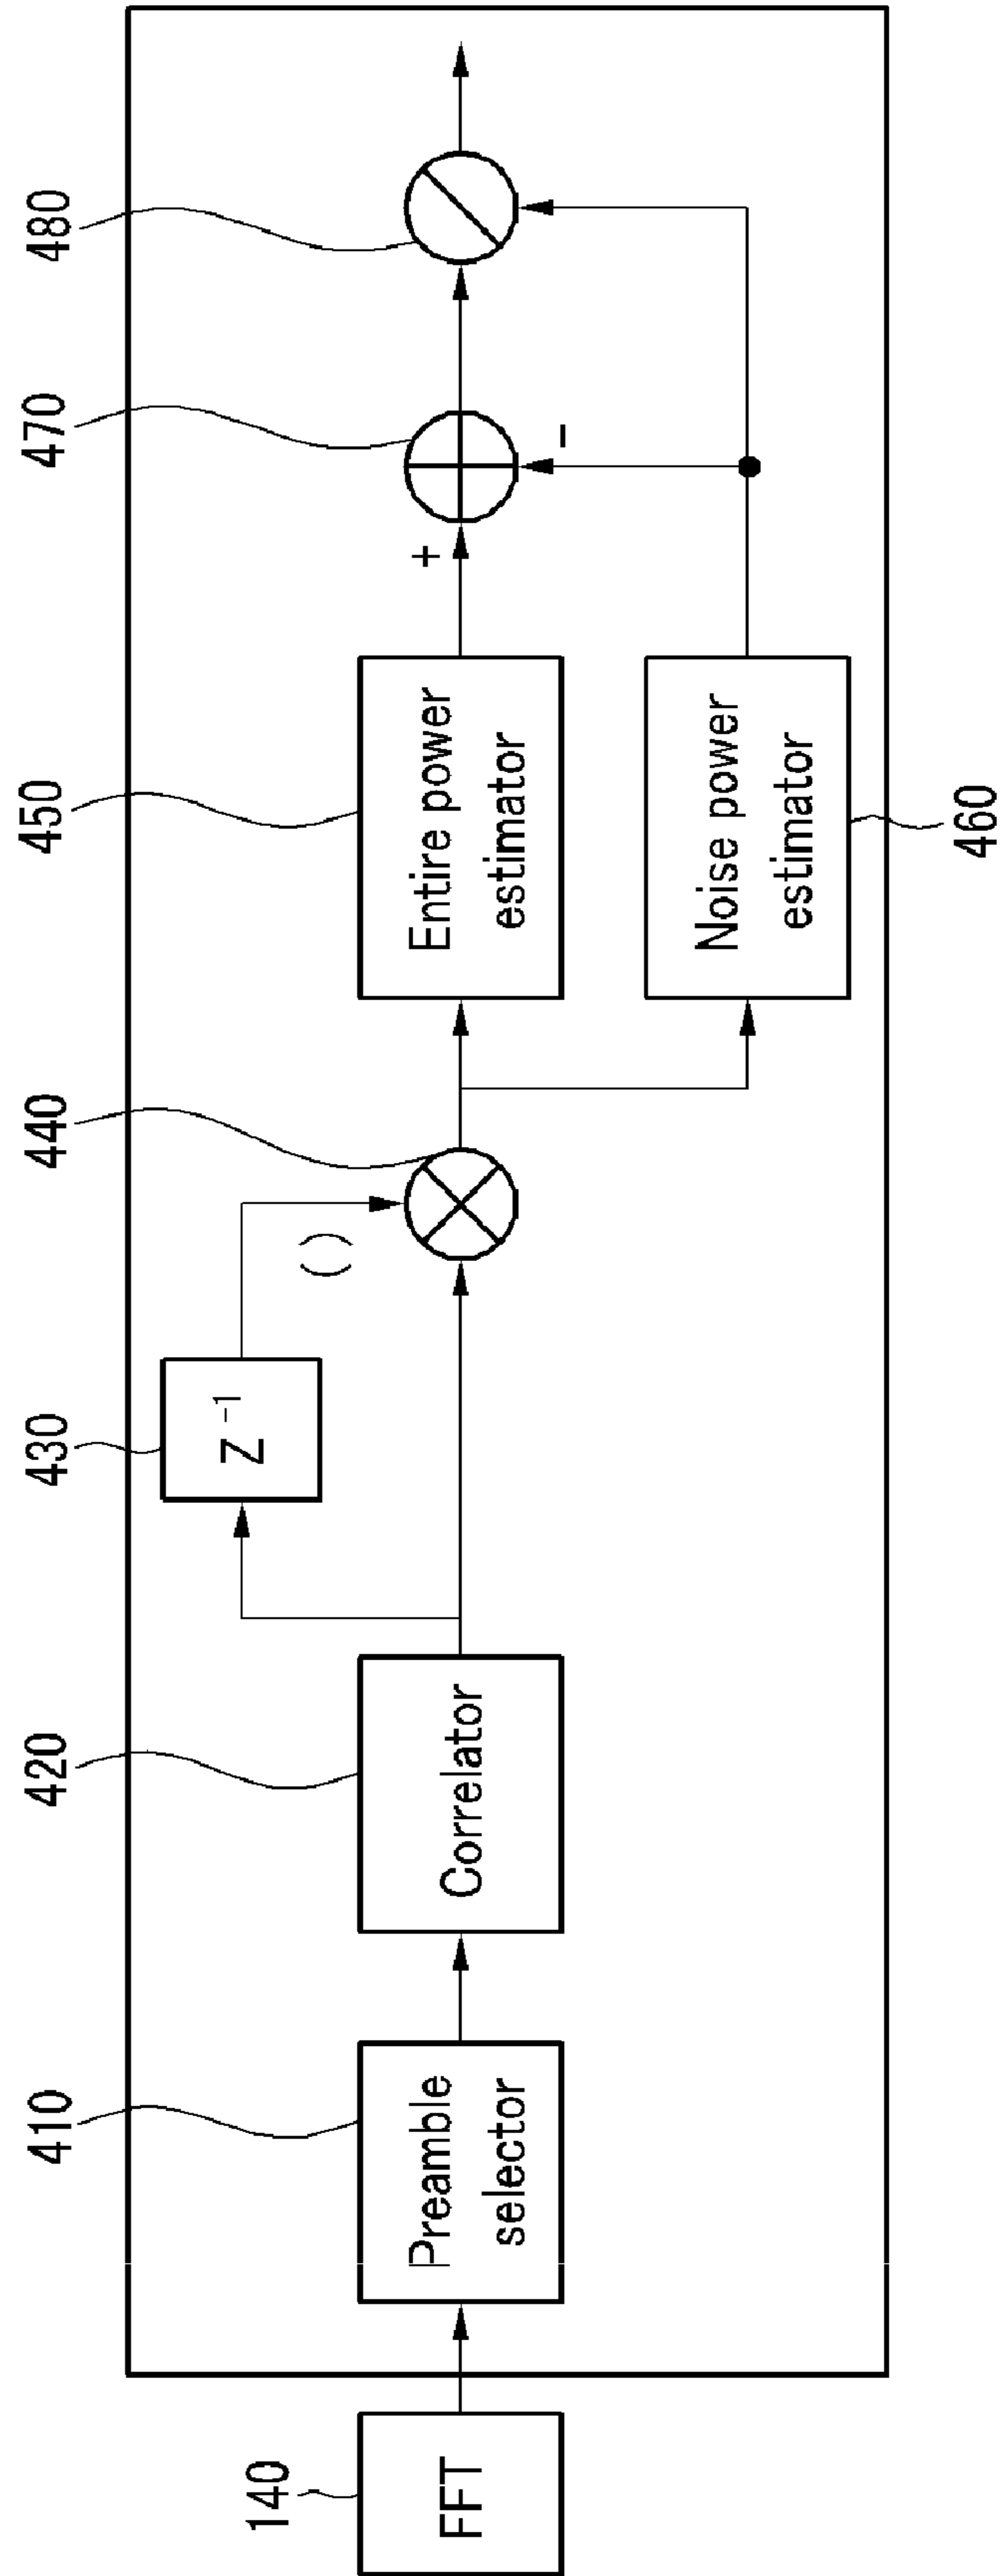 140
FFT
410
Preamble
selector
420
Correlator
430
Z⁻¹
( )
440
450
Entire power
estimator
460
Noise power
estimator
+
-
470
480